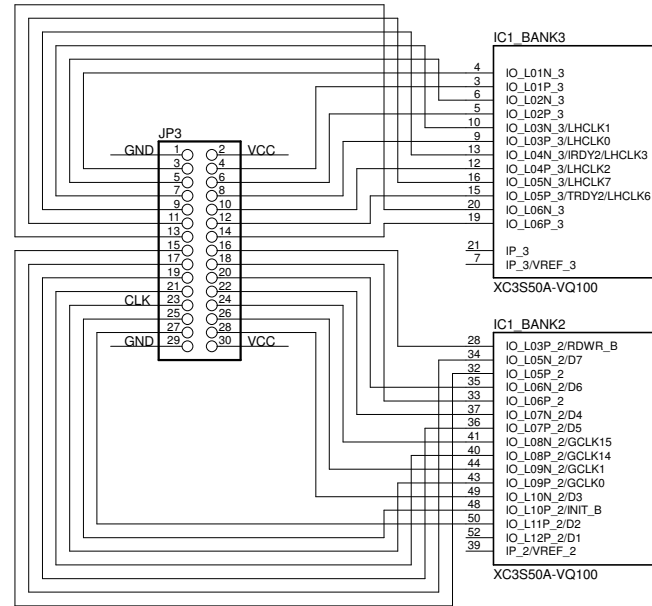 IC1_BANK3
4 IO_L01N_3
3 IO_L01P_3
6 IO_L02N_3
5 IO_L02P_3
10 IO_L03N_3/LHCLK1
9 IO_L03P_3/LHCLK0
13 IO_L04N_3/IRDY2/LHCLK3
12 IO_L04P_3/LHCLK2
16 IO_L05N_3/LHCLK7
15 IO_L05P_3/TRDY2/LHCLK6
20 IO_L06N_3
19 IO_L06P_3
21 IP_3
7 IP_3/VREF_3
XC3S50A-VQ100
JP3
GND 1 2 VCC
3 4
5 6
7 8
9 10
11 12
13 14
15 16
17 18
19 20
21 22
CLK 23 24
25 26
27 28
GND 29 30 VCC
IC1_BANK2
28 IO_L03P_2/RDWR_B
34 IO_L05N_2/D7
32 IO_L05P_2
35 IO_L06N_2/D6
33 IO_L06P_2
37 IO_L07N_2/D4
36 IO_L07P_2/D5
41 IO_L08N_2/GCLK15
40 IO_L08P_2/GCLK14
44 IO_L09N_2/GCLK1
43 IO_L09P_2/GCLK0
49 IO_L10N_2/D3
48 IO_L10P_2/INIT_B
50 IO_L11P_2/D2
52 IO_L12P_2/D1
39 IP_2/VREF_2
XC3S50A-VQ100